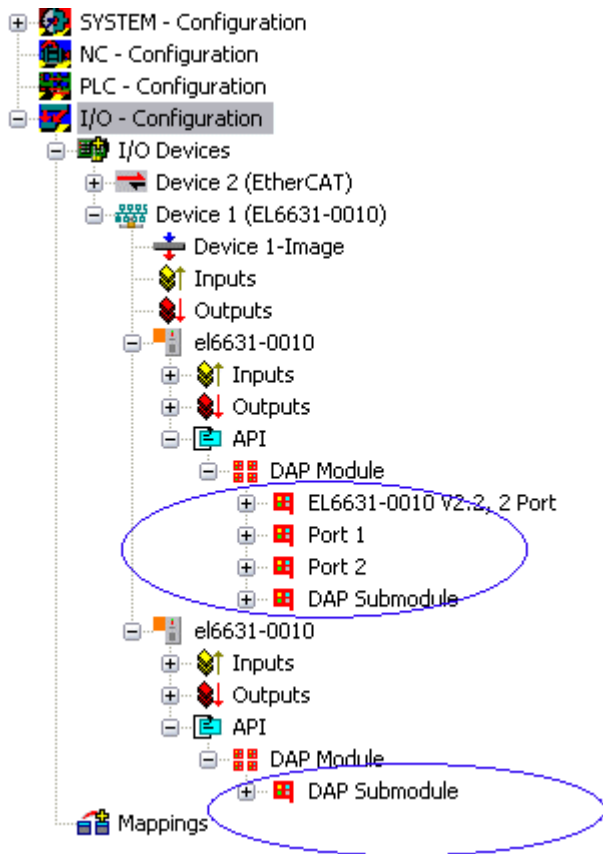 SYSTEM - Configuration
NC - Configuration
PLC - Configuration
I/O - Configuration
I/O Devices
Device 2 (EtherCAT)
Device 1 (EL6631-0010)
Device 1-Image
Inputs
Outputs
el6631-0010
Inputs
Outputs
API
DAP Module
EL6631-0010 V2.2, 2 Port
Port 1
Port 2
DAP Submodule
el6631-0010
Inputs
Outputs
API
DAP Module
DAP Submodule
Mappings